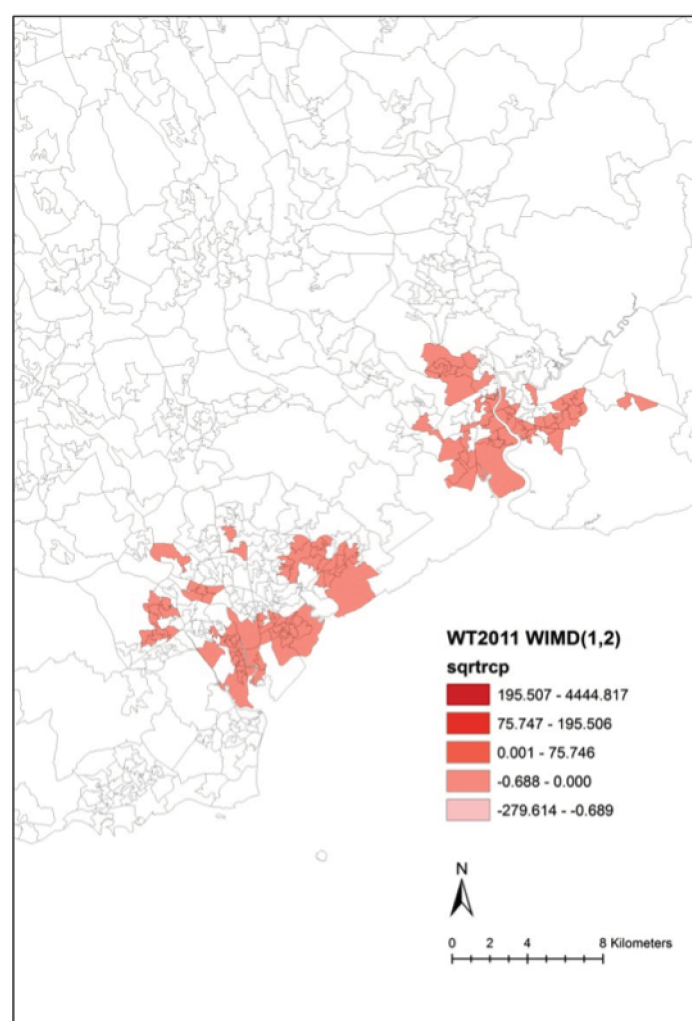 WT2011 WIMD(1,2)
sqrtrcp
195.507 - 4444.817
75.747 - 195.506
0.001 - 75.746
-0.688 - 0.000
-279.614 - -0.689
N
0 2 4 8 Kilometers